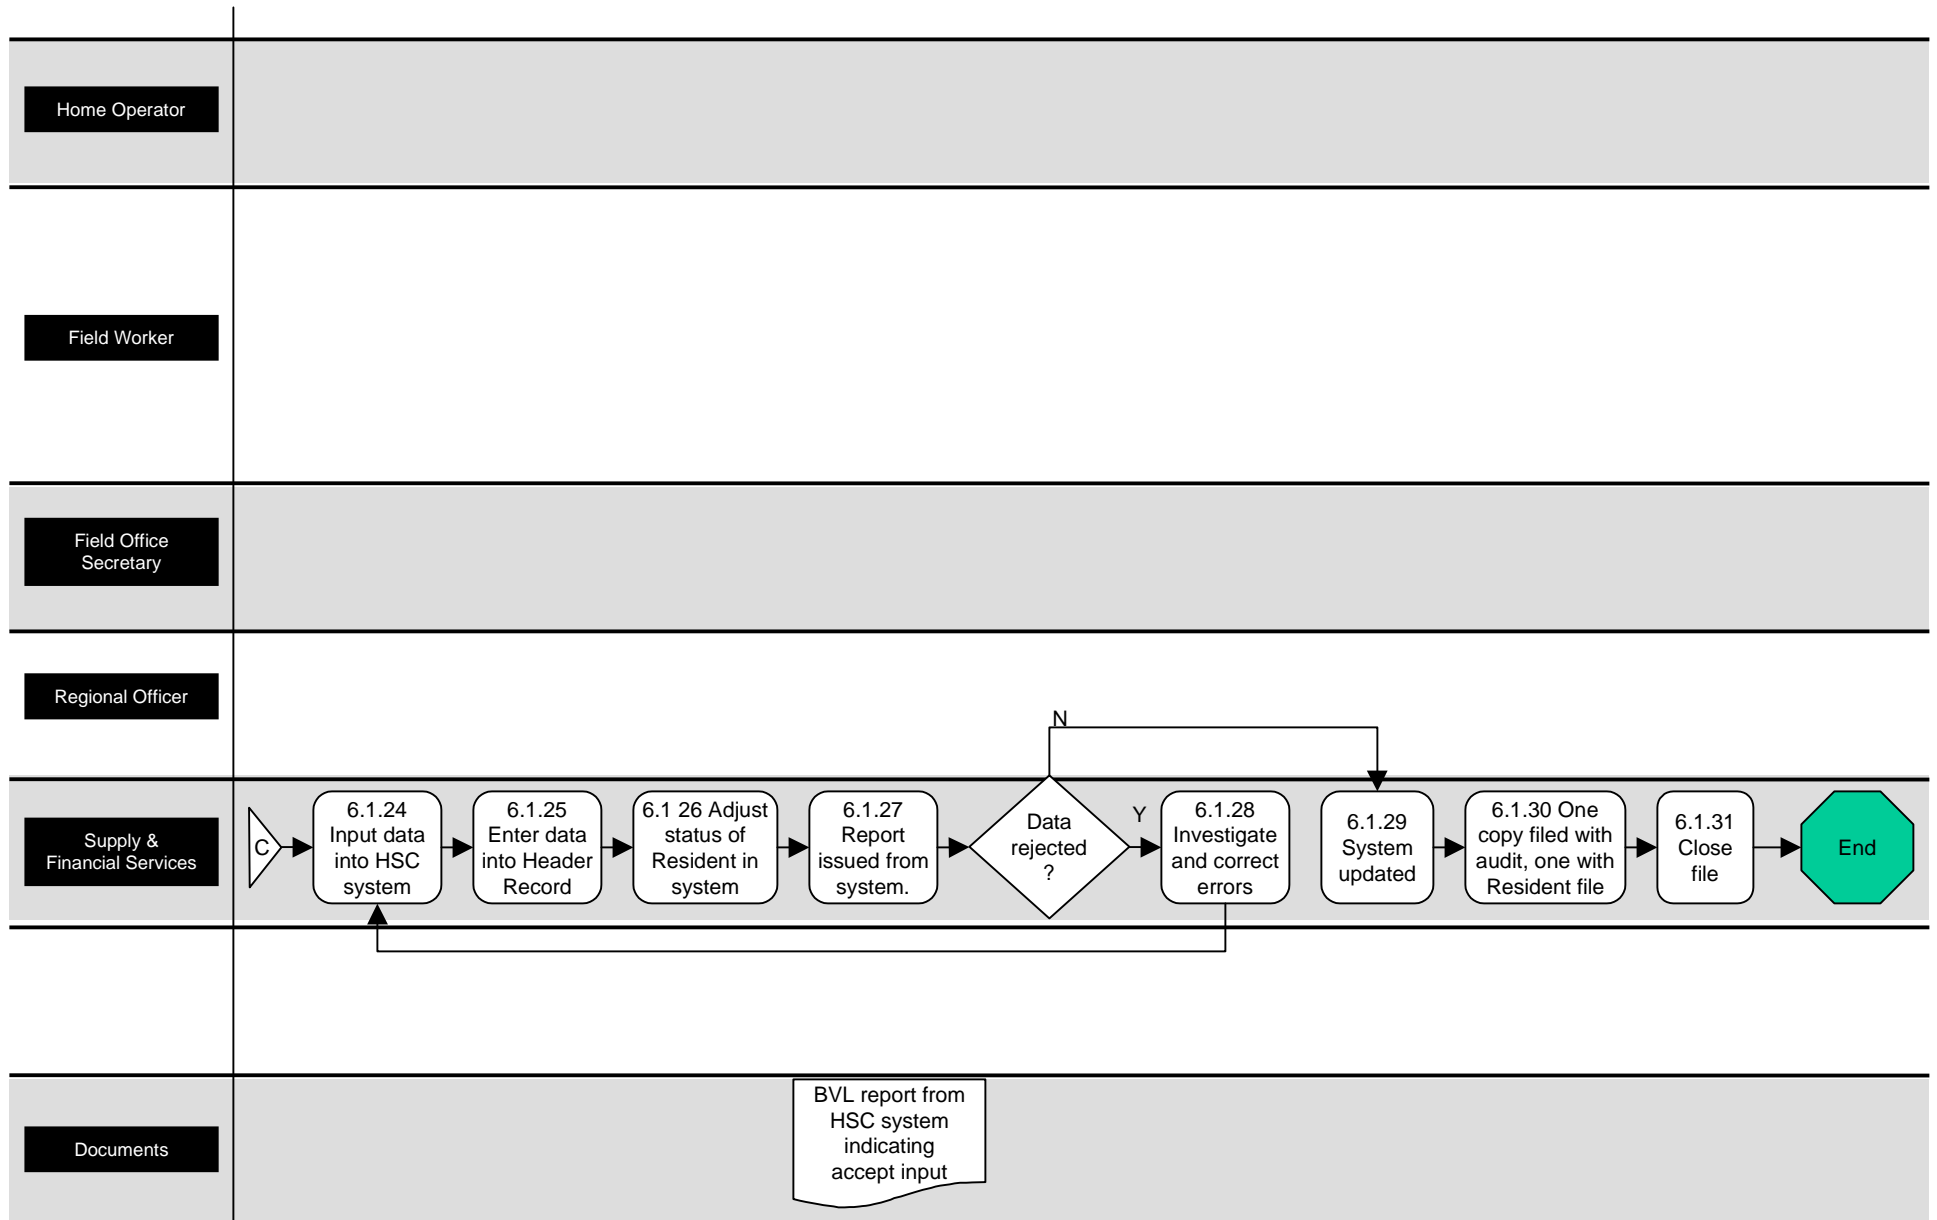 Home Operator
Field Worker
Field Office
Secretary
Regional Officer
N
Supply &
Financial Services
C
6.1.24
Input data
into HSC
system
6.1.25
Enter data
into Header
Record
6.1 26 Adjust
status of
Resident in
system
6.1.27
Report
issued from
system.
Data
rejected
?
Y
6.1.28
Investigate
and correct
errors
6.1.29
System
updated
6.1.30 One
copy filed with
audit, one with
Resident file
6.1.31
Close
file
End
Documents
BVL report from
HSC system
indicating
accept input